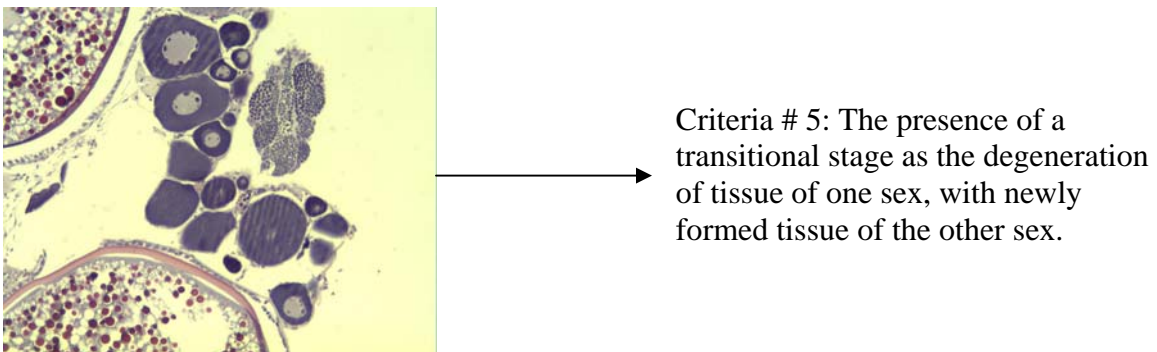 Criteria # 5: The presence of a
transitional stage as the degeneration
of tissue of one sex, with newly
formed tissue of the other sex.